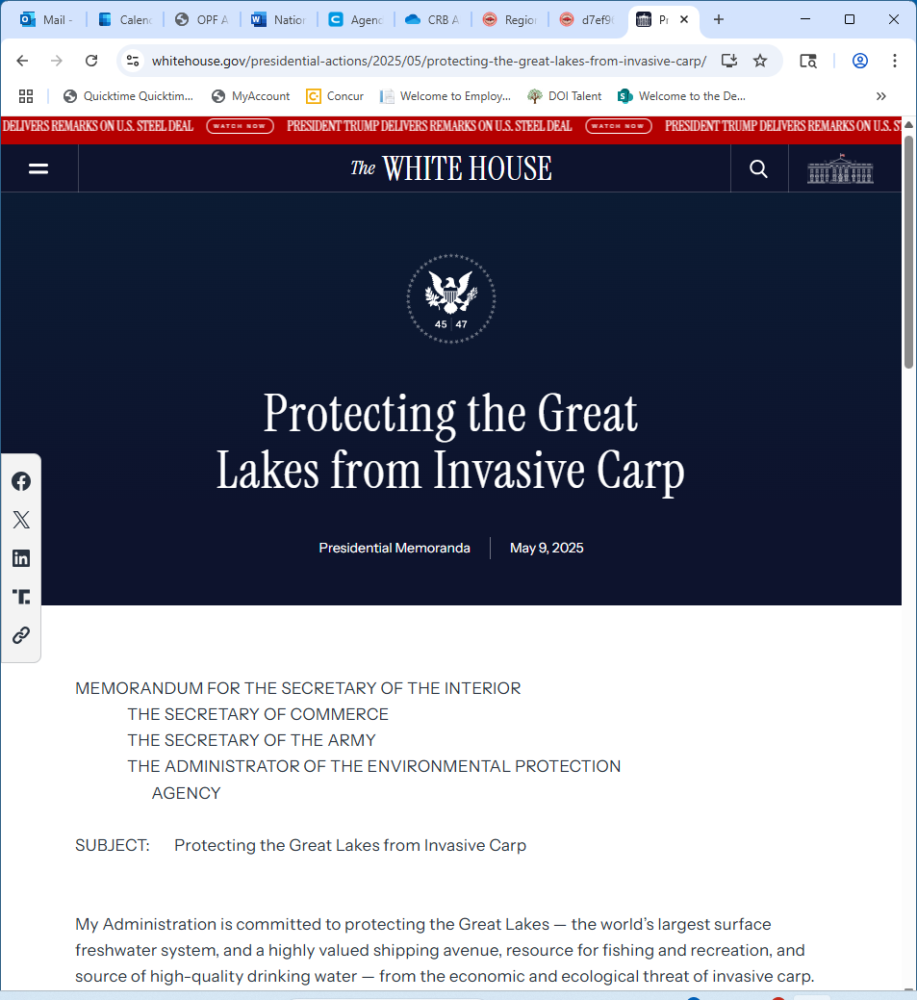 Mail -
Calenc
OPF A
Nation
Agenc
CRB A
Region
d7ef96
Pr
whitehouse.gov/presidential-actions/2025/05/protecting-the-great-lakes-from-invasive-carp/
Quicktime Quicktim...
MyAccount
Concur
Welcome to Employ...
DOI Talent
Welcome to the De...
DELIVERS REMARKS ON U.S. STEEL DEAL WATCH NOW PRESIDENT TRUMP DELIVERS REMARKS ON U.S. STEEL DEAL WATCH NOW PRESIDENT TRUMP DELIVERS REMARKS ON U.S. S
The WHITE HOUSE
45 47
Protecting the Great
Lakes from Invasive Carp
Presidential Memoranda
May 9, 2025
MEMORANDUM FOR THE SECRETARY OF THE INTERIOR
THE SECRETARY OF COMMERCE
THE SECRETARY OF THE ARMY
THE ADMINISTRATOR OF THE ENVIRONMENTAL PROTECTION
AGENCY
SUBJECT: Protecting the Great Lakes from Invasive Carp
My Administration is committed to protecting the Great Lakes — the world’s largest surface
freshwater system, and a highly valued shipping avenue, resource for fishing and recreation, and
source of high-quality drinking water — from the economic and ecological threat of invasive carp.